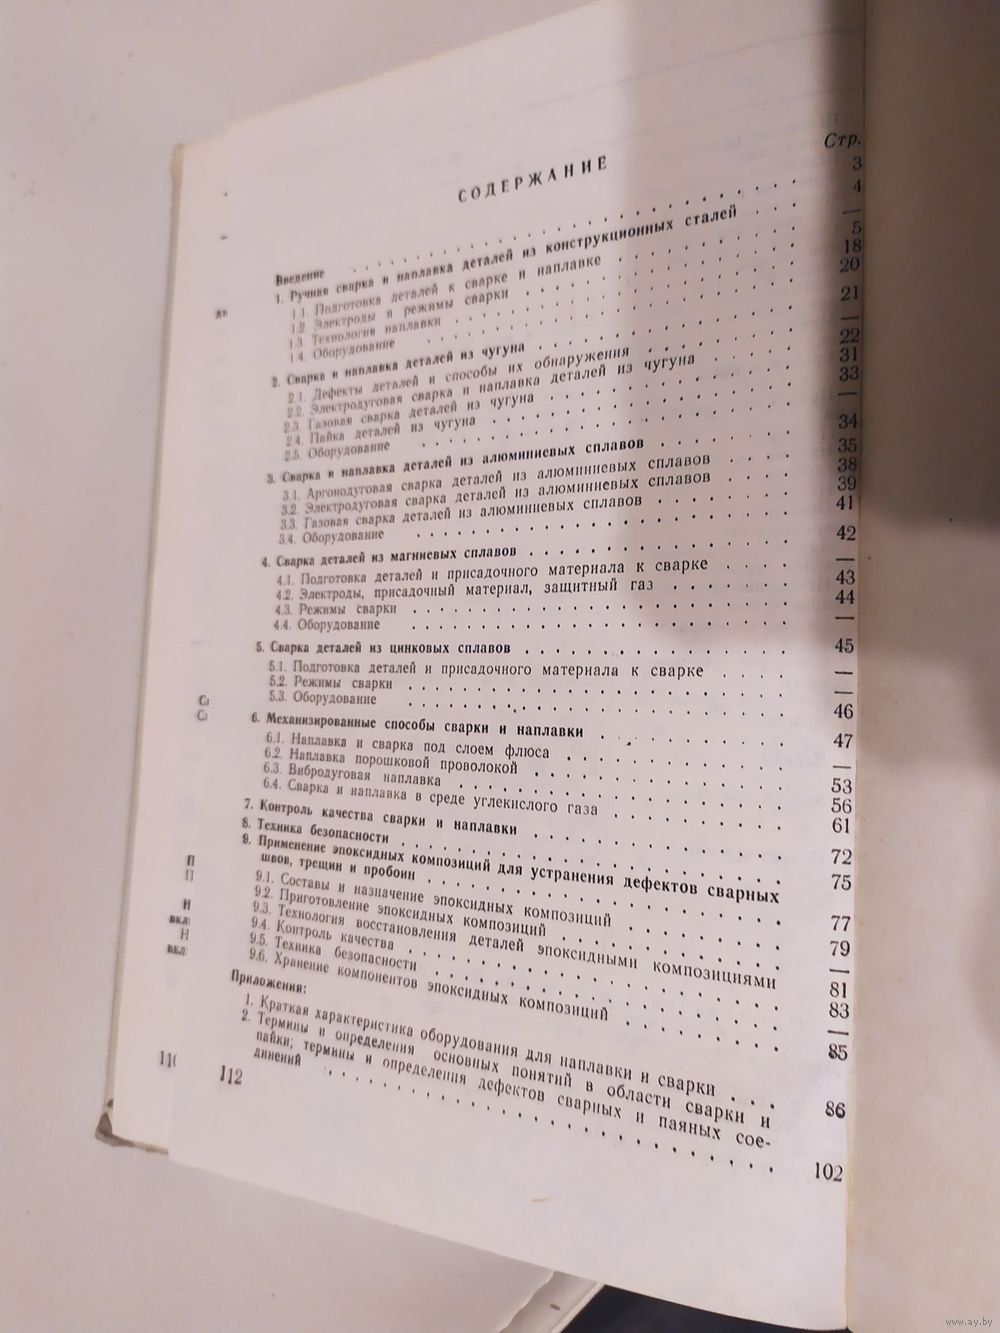 СОДЕРЖАНИЕ
Стр.
Введение . . . 3
1. Ручная сварка и наплавка деталей из конструкционных сталей . . . 4
1.1. Подготовка деталей к сварке и наплавке . . . —
1.2. Электроды и режимы сварки . . . 5
1.3. Технология наплавки . . . 18
1.4. Оборудование . . . 20
2. Сварка и наплавка деталей из чугуна . . . 21
2.1. Дефекты деталей и способы их обнаружения . . . —
2.2. Электродуговая сварка и наплавка деталей из чугуна . . . 22
2.3. Газовая сварка деталей из чугуна . . . 31
2.4. Пайка деталей из чугуна . . . 33
2.5. Оборудование . . . —
3. Сварка и наплавка деталей из алюминиевых сплавов . . . 34
3.1. Аргонодуговая сварка деталей из алюминиевых сплавов . . . 35
3.2. Электродуговая сварка деталей из алюминиевых сплавов . . . 38
3.3. Газовая сварка деталей из алюминиевых сплавов . . . 39
3.4. Оборудование . . . 41
4. Сварка деталей из магниевых сплавов . . . 42
4.1. Подготовка деталей и присадочного материала к сварке . . . —
4.2. Электроды, присадочный материал, защитный газ . . . 43
4.3. Режимы сварки . . . 44
4.4. Оборудование . . . —
5. Сварка деталей из цинковых сплавов . . . 45
5.1. Подготовка деталей и присадочного материала к сварке . . . —
5.2. Режимы сварки . . . —
5.3. Оборудование . . . 46
6. Механизированные способы сварки и наплавки . . . 47
6.1. Наплавка и сварка под слоем флюса . . . —
6.2. Наплавка порошковой проволокой . . . 53
6.3. Вибродуговая наплавка . . . 56
6.4. Сварка и наплавка в среде углекислого газа . . . 61
7. Контроль качества сварки и наплавки . . . 72
8. Техника безопасности . . . 75
9. Применение эпоксидных композиций для устранения дефектов сварных
швов, трещин и пробоин . . . 77
9.1. Составы и назначение эпоксидных композиций . . . 79
9.2. Приготовление эпоксидных композиций . . . —
9.3. Технология восстановления деталей эпоксидными композициями 81
9.4. Контроль качества . . . 83
9.5. Техника безопасности . . . —
9.6. Хранение компонентов эпоксидных композиций . . . 85
Приложения:
1. Краткая характеристика оборудования для наплавки и сварки . . . 86
2. Термины и определения основных понятий в области сварки и
пайки; термины и определения дефектов сварных и паяных сое-
динений . . . 102
112
www.ay.by